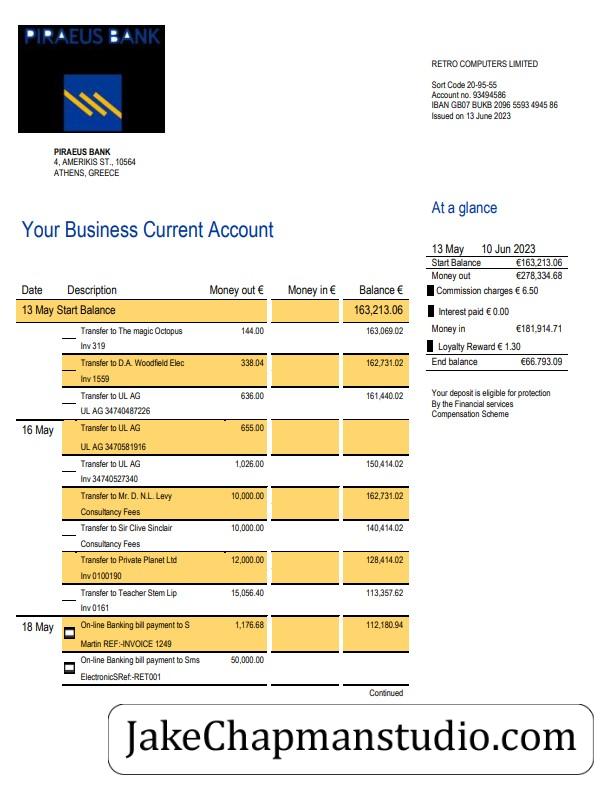 PIRAEUS BANK
RETRO COMPUTERS LIMITED
Sort Code 20-95-55
Account no. 93494586
IBAN GB07 BUKB 2096 5593 4945 86
Issued on 13 June 2023
PIRAEUS BANK
4, AMERIKIS ST., 10564
ATHENS, GREECE
At a glance
Your Business Current Account
13 May 10 Jun 2023
Start Balance €163,213.06
Money out €278,334.68
Commission charges € 6.50
Interest paid € 0.00
Money in €181,914.71
Loyalty Reward € 1.30
End balance €66.793.09
Your deposit is eligible for protection
By the Financial services
Compensation Scheme
Date Description Money out € Money in € Balance €
13 May Start Balance 163,213.06
Transfer to The magic Octopus 144.00 163,069.02
Inv 319
Transfer to D.A. Woodfield Elec 338.04 162,731.02
Inv 1559
Transfer to UL AG 636.00 161,440.02
UL AG 34740487226
16 May Transfer to UL AG 655.00
UL AG 3470581916
Transfer to UL AG 1,026.00 150,414.02
Inv 34740527340
Transfer to Mr. D. N.L. Levy 10,000.00 162,731.02
Consultancy Fees
Transfer to Sir Clive Sinclair 10,000.00 140,414.02
Consultancy Fees
Transfer to Private Planet Ltd 12,000.00 128,414.02
Inv 0100190
Transfer to Teacher Stem Lip 15,056.40 113,357.62
Inv 0161
18 May On-line Banking bill payment to S 1,176.68 112,180.94
Martin REF:-INVOICE 1249
On-line Banking bill payment to Sms 50,000.00
ElectronicSRef:-RET001
Continued
JakeChapmanstudio.com